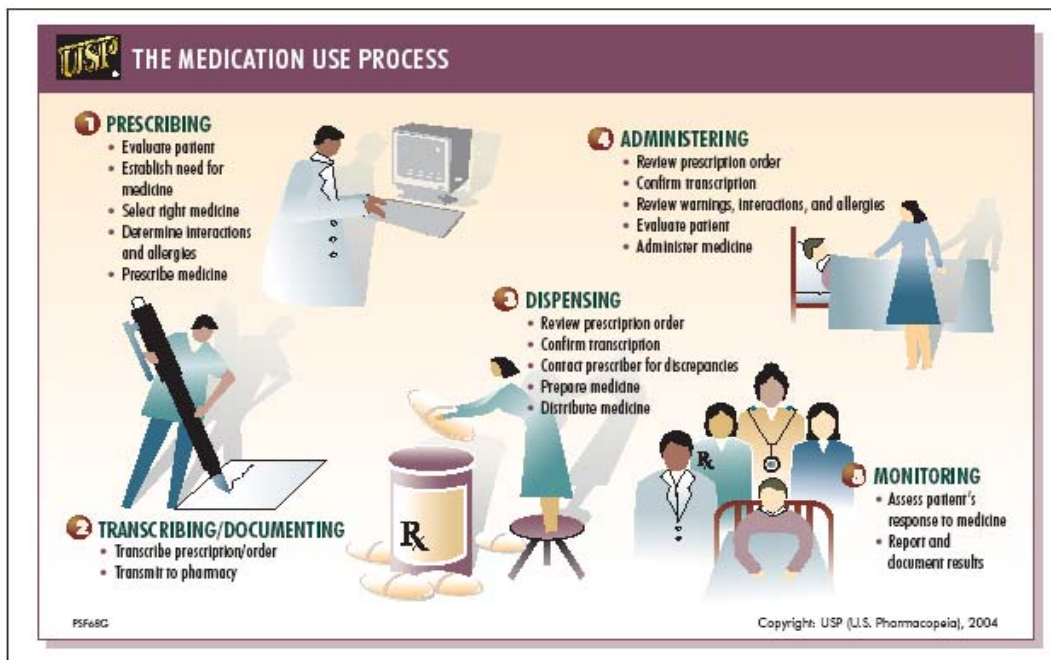 USP
THE MEDICATION USE PROCESS
1 PRESCRIBING
• Evaluate patient
• Establish need for
medicine
• Select right medicine
• Determine interactions
and allergies
• Prescribe medicine
2 TRANSCRIBING/DOCUMENTING
• Transcribe prescription/order
• Transmit to pharmacy
3 DISPENSING
• Review prescription order
• Confirm transcription
• Contact prescriber for discrepancies
• Prepare medicine
• Distribute medicine
Rx
4 ADMINISTERING
• Review prescription order
• Confirm transcription
• Review warnings, interactions, and allergies
• Evaluate patient
• Administer medicine
Rx
5 MONITORING
• Assess patient's
response to medicine
• Report and
document results
PSF68G
Copyright: USP (U.S. Pharmacopeia), 2004